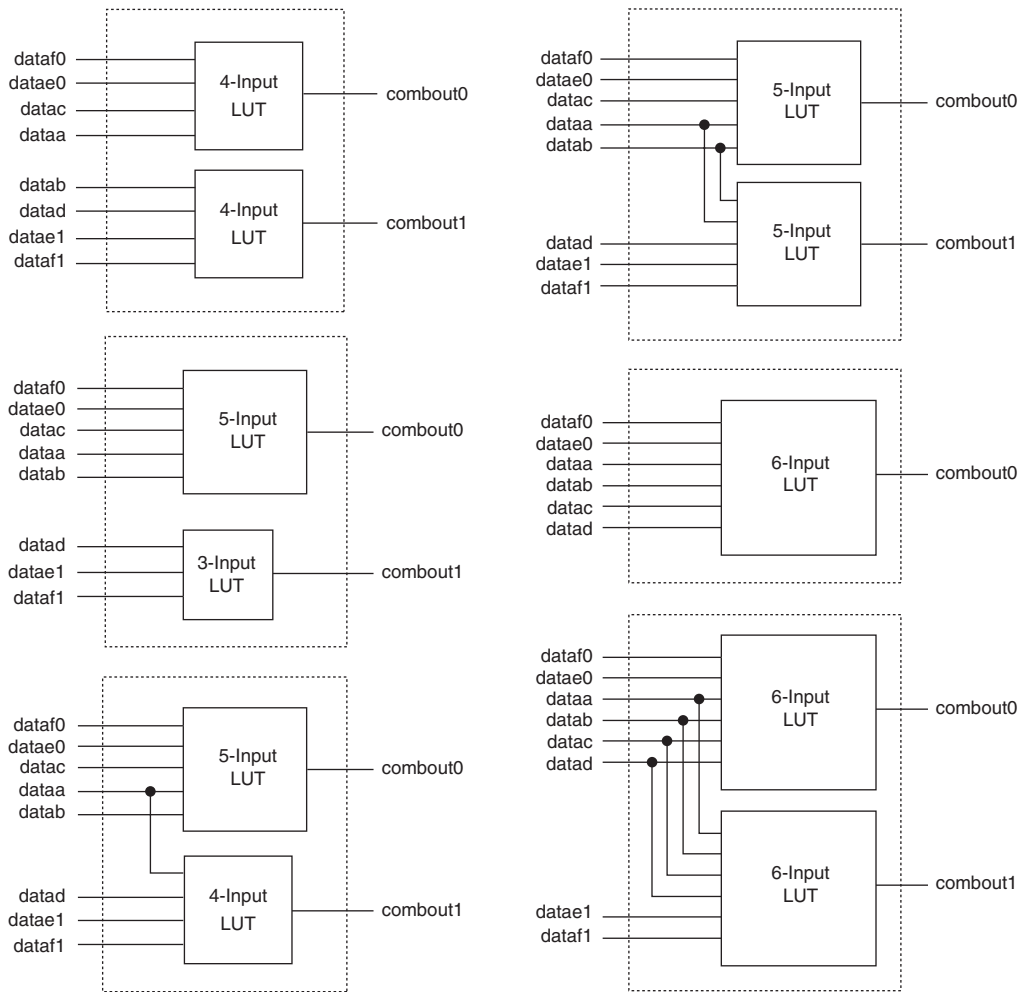 dataf0
datae0
datac
dataa
4-Input
LUT
combout0
datab
datad
datae1
dataf1
4-Input
LUT
combout1
dataf0
datae0
datac
dataa
datab
5-Input
LUT
combout0
datad
datae1
dataf1
3-Input
LUT
combout1
dataf0
datae0
datac
dataa
datab
5-Input
LUT
combout0
datad
datae1
dataf1
4-Input
LUT
combout1
dataf0
datae0
datac
dataa
datab
5-Input
LUT
combout0
datad
datae1
dataf1
5-Input
LUT
combout1
dataf0
datae0
dataa
datab
datac
datad
6-Input
LUT
combout0
dataf0
datae0
dataa
datab
datac
datad
6-Input
LUT
combout0
datae1
dataf1
6-Input
LUT
combout1